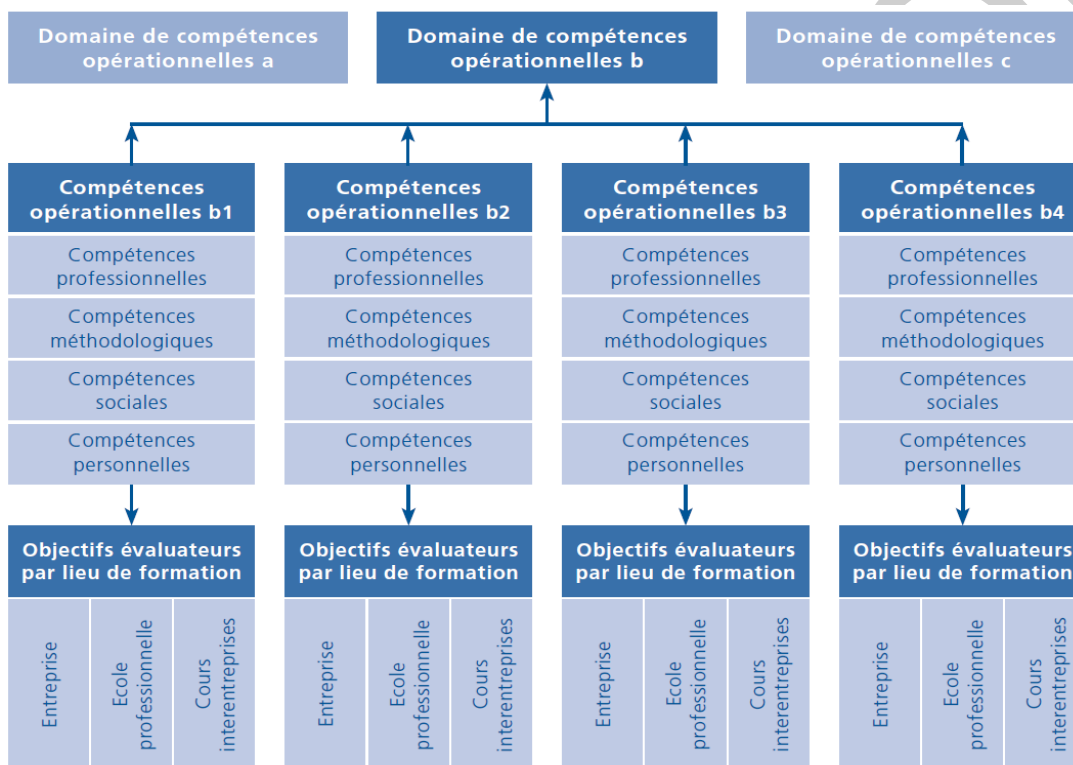 Domaine de compétences
opérationnelles a
Domaine de compétences
opérationnelles b
Domaine de compétences
opérationnelles c
Compétences
opérationnelles b1
Compétences
professionnelles
Compétences
méthodologiques
Compétences
sociales
Compétences
personnelles
Objectifs évaluateurs
par lieu de formation
Entreprise
Ecole
professionnelle
Cours
interentreprises
Compétences
opérationnelles b2
Compétences
professionnelles
Compétences
méthodologiques
Compétences
sociales
Compétences
personnelles
Objectifs évaluateurs
par lieu de formation
Entreprise
Ecole
professionnelle
Cours
interentreprises
Compétences
opérationnelles b3
Compétences
professionnelles
Compétences
méthodologiques
Compétences
sociales
Compétences
personnelles
Objectifs évaluateurs
par lieu de formation
Entreprise
Ecole
professionnelle
Cours
interentreprises
Compétences
opérationnelles b4
Compétences
professionnelles
Compétences
méthodologiques
Compétences
sociales
Compétences
personnelles
Objectifs évaluateurs
par lieu de formation
Entreprise
Ecole
professionnelle
Cours
interentreprises